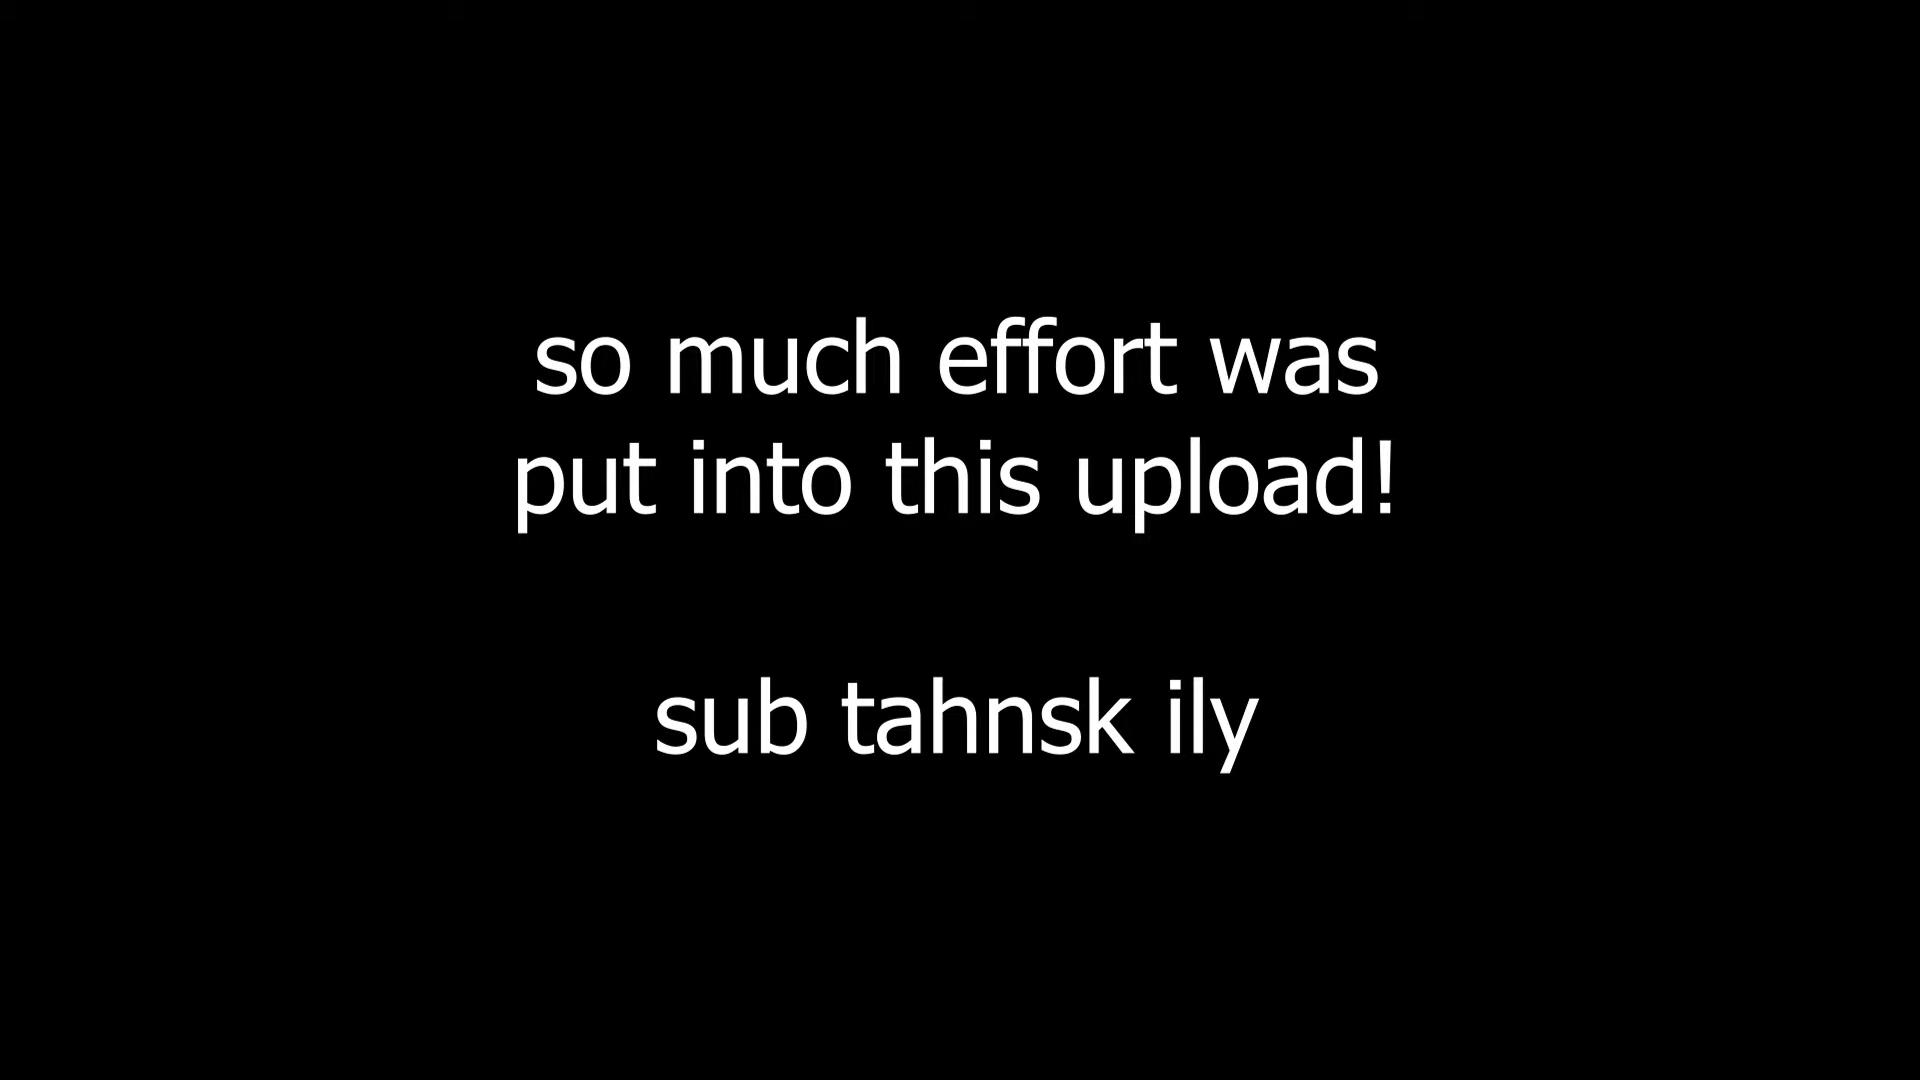 so much effort was
put into this upload!
sub tahnsk ily